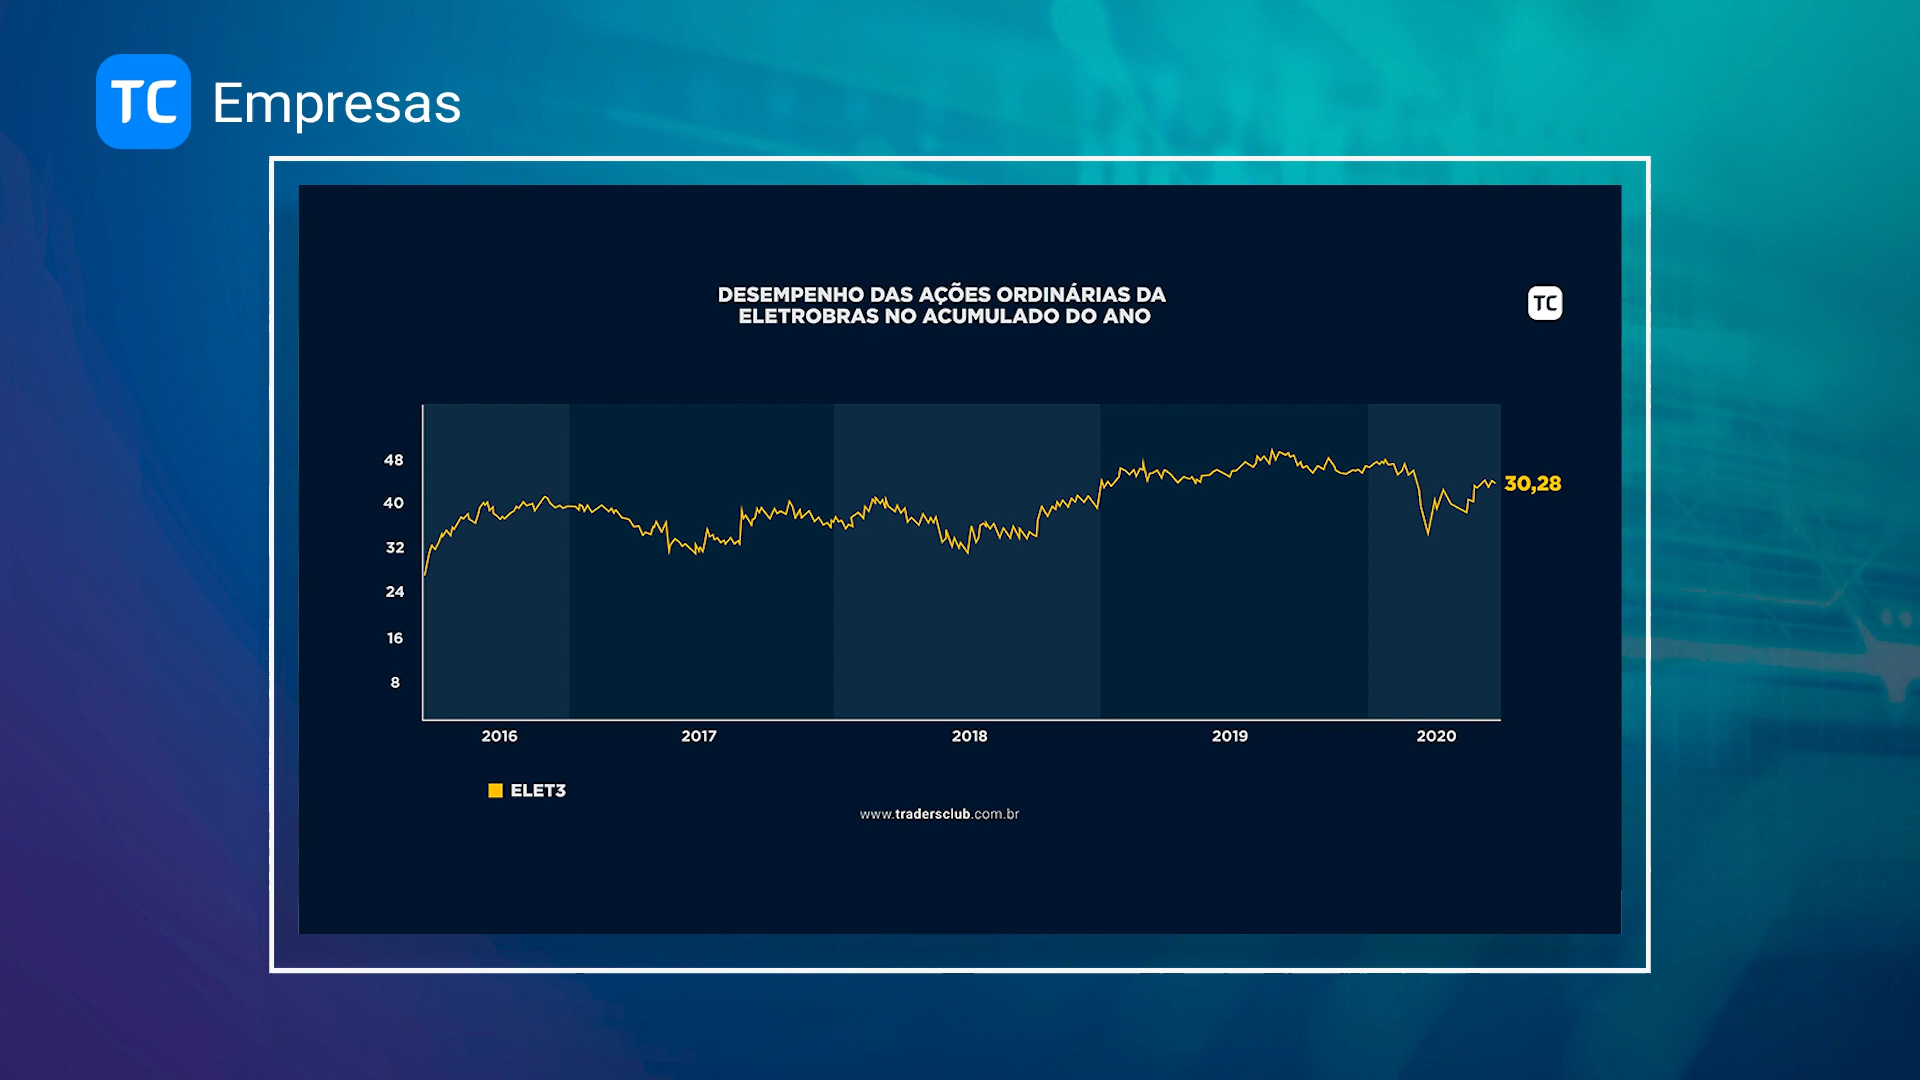 TC Empresas
DESEMPENHO DAS AÇÕES ORDINÁRIAS DA
ELETROBRAS NO ACUMULADO DO ANO
TC
48
40
32
24
16
8
30,28
2016 2017 2018 2019 2020
ELET3
www.tradersclub.com.br